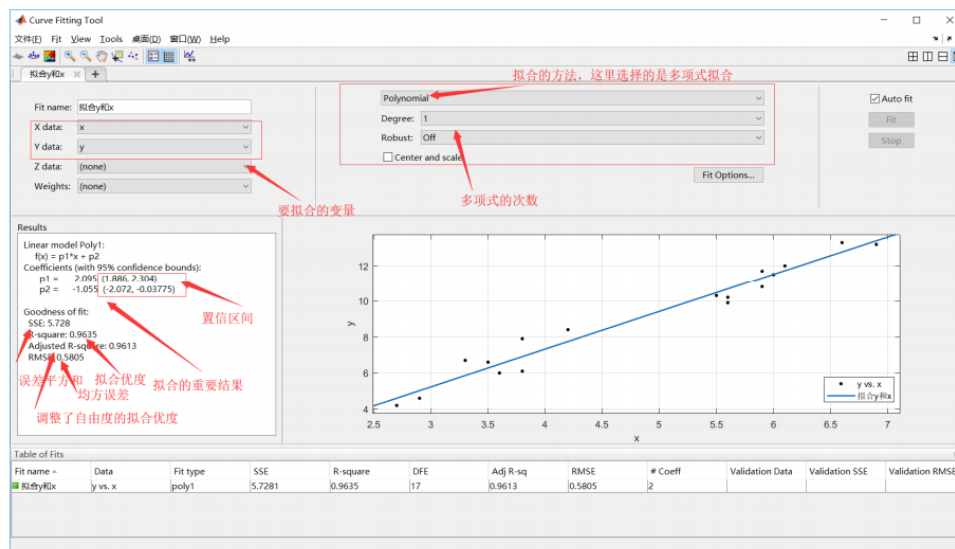 Curve Fitting Tool
文件(F) Fit View Tools 桌面(D) 窗口(W) Help
拟合y和x
拟合的方法，这里选择的是多项式拟合
Fit name: 拟合y和x
X data: x
Y data: y
Z data: (none)
Weights: (none)
Polynomial
Degree: 1
Robust: Off
Center and scale
Fit Options...
Auto fit
Fit
Stop
要拟合的变量
多项式的次数
Results
Linear model Poly1:
f(x) = p1*x + p2
Coefficients (with 95% confidence bounds):
p1 = 2.095 (1.886, 2.304)
p2 = -1.055 (-2.072, -0.03775)
置信区间
Goodness of fit:
SSE: 5.728
R-square: 0.9635
Adjusted R-square: 0.9613
RMSE: 0.5805
误差平方和 拟合优度 拟合的重要结果
均方误差
调整了自由度的拟合优度
12
10
8
6
4
y
2.5 3 3.5 4 4.5 5 5.5 6 6.5 7
x
y vs. x
拟合y和x
Table of Fits
Fit name Data Fit type SSE R-square DFE Adj R-sq RMSE # Coeff Validation Data Validation SSE Validation RMSE
拟合y和x y vs. x poly1 5.7281 0.9635 17 0.9613 0.5805 2